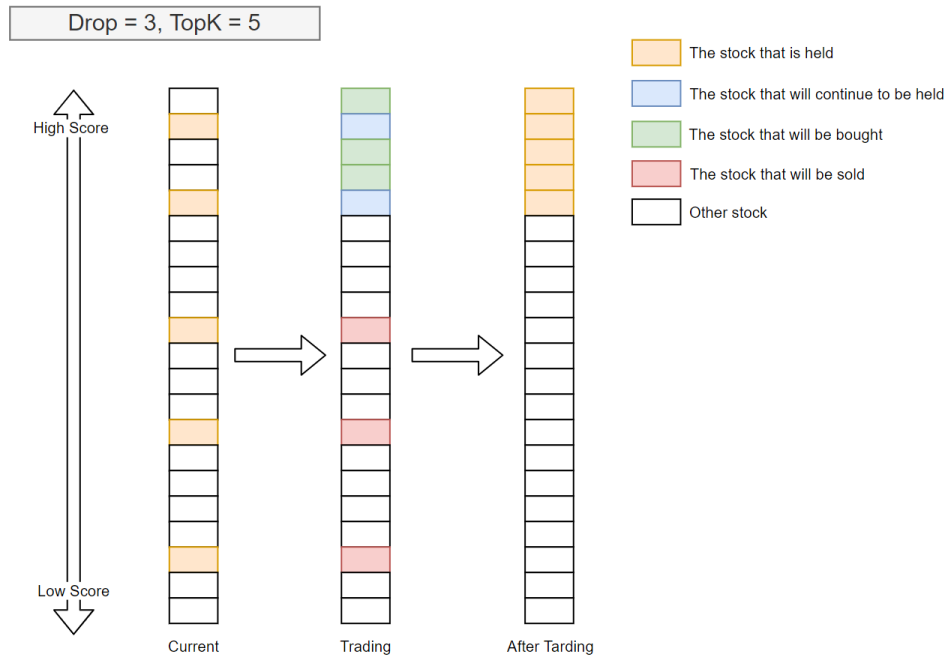 Drop = 3, TopK = 5
The stock that is held
The stock that will continue to be held
The stock that will be bought
The stock that will be sold
Other stock
High Score
Low Score
Current
Trading
After Tarding